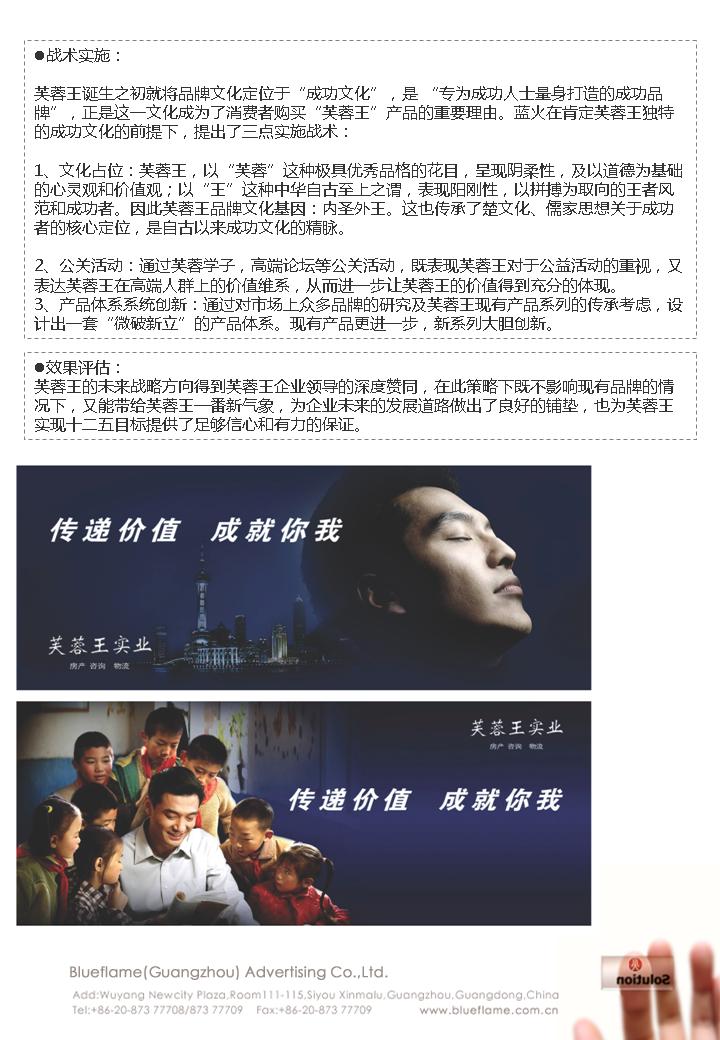 ●战术实施：
芙蓉王诞生之初就将品牌文化定位于“成功文化”，是 “专为成功人士量身打造的成功品
牌”，正是这一文化成为了消费者购买“芙蓉王”产品的重要理由。蓝火在肯定芙蓉王独特
的成功文化的前提下，提出了三点实施战术：
1、文化占位：芙蓉王，以“芙蓉”这种极具优秀品格的花目，呈现阴柔性，及以道德为基础
的心灵观和价值观；以“王”这种中华自古至上之谓，表现阳刚性，以拼搏为取向的王者风
范和成功者。因此芙蓉王品牌文化基因：内圣外王。这也传承了楚文化、儒家思想关于成功
者的核心定位，是自古以来成功文化的精脉。
2、公关活动：通过芙蓉学子，高端论坛等公关活动，既表现芙蓉王对于公益活动的重视，又
表达芙蓉王在高端人群上的价值维系，从而进一步让芙蓉王的价值得到充分的体现。
3、产品体系系统创新：通过对市场上众多品牌的研究及芙蓉王现有产品系列的传承考虑，设
计出一套“微破新立”的产品体系。现有产品更进一步，新系列大胆创新。
●效果评估：
芙蓉王的未来战略方向得到芙蓉王企业领导的深度赞同，在此策略下既不影响现有品牌的情
况下，又能带给芙蓉王一番新气象，为企业未来的发展道路做出了良好的铺垫，也为芙蓉王
实现十二五目标提供了足够信心和有力的保证。
传递价值 成就你我
芙蓉王实业
房产 咨询 物流
芙蓉王实业
房产 咨询 物流
传递价值 成就你我
Blueflame(Guangzhou) Advertising Co.,Ltd.
Add:Wuyang Newcity Plaza,Room111-115,Siyou Xinmalu,Guangzhou,Guangdong,China
Tel:+86-20-873 77708/873 77709 Fax:+86-20-873 77709 www.blueflame.com.cn
Solution